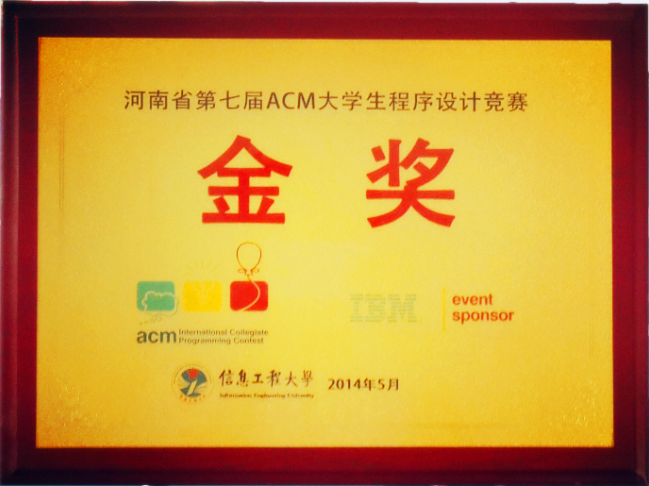 河南省第七届ACM大学生程序设计竞赛
金奖
acm International Collegiate
Programming Contest
IBM
event
sponsor
信息工程大學
Information Engineering University
2014年5月